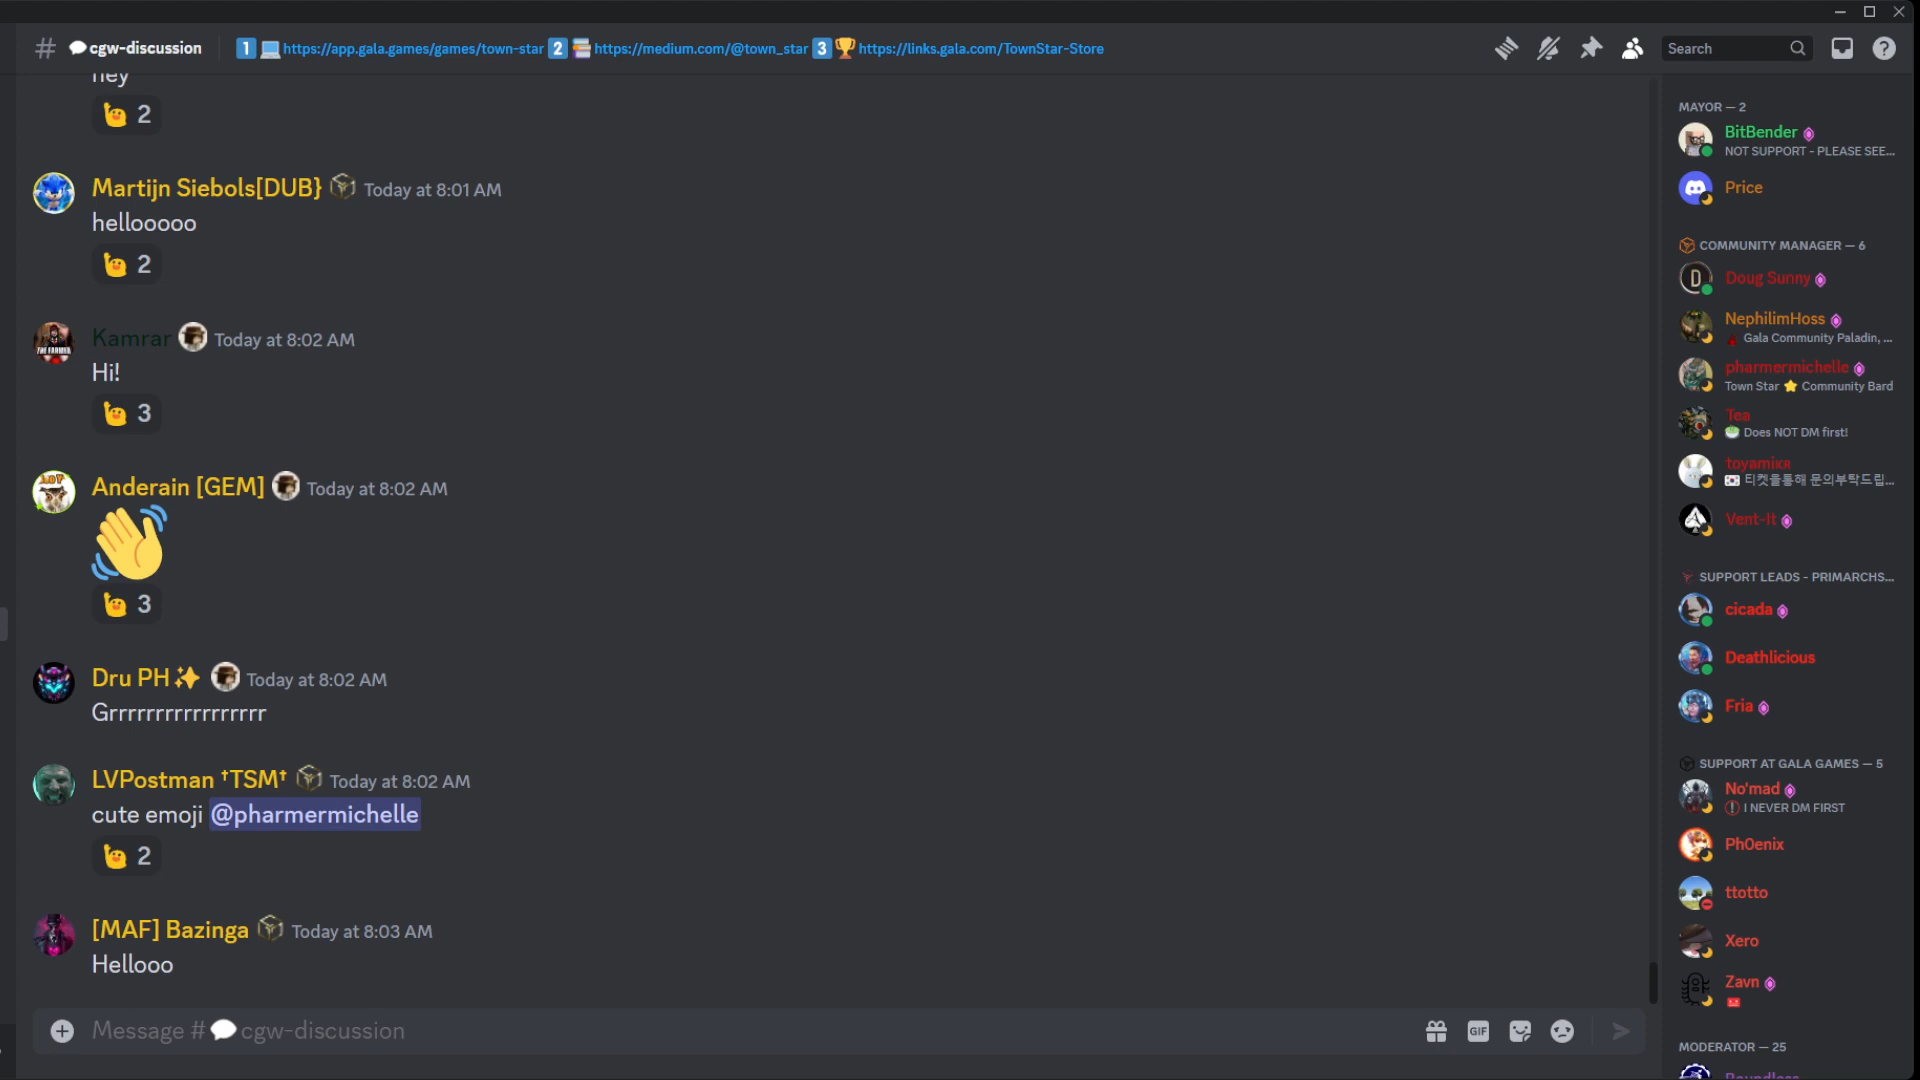 cgw-discussion
1 https://app.gala.games/games/town-star 2 https://medium.com/@town_star 3 https://links.gala.com/TownStar-Store
Search
hey
2
Martijn Siebols[DUB} Today at 8:01 AM
hellooooo
2
Kamrar Today at 8:02 AM
Hi!
3
Anderain [GEM] Today at 8:02 AM
3
Dru PH Today at 8:02 AM
Grrrrrrrrrrrrrrrrr
LVPostman †TSM† Today at 8:02 AM
cute emoji @pharmermichelle
2
[MAF] Bazinga Today at 8:03 AM
Hellooo
Message # cgw-discussion
GIF
MAYOR — 2
BitBender
NOT SUPPORT - PLEASE SEE...
Price
COMMUNITY MANAGER — 6
Doug Sunny
NephilimHoss
Gala Community Paladin, ...
pharmermichelle
Town Star Community Bard
Tea
Does NOT DM first!
toyamikʀ
티켓을통해 문의부탁드립...
Vent-It
SUPPORT LEADS - PRIMARCHS...
cicada
Deathlicious
Fria
SUPPORT AT GALA GAMES — 5
No'mad
I NEVER DM FIRST
Ph0enix
ttotto
Xero
Zavn
MODERATOR — 25